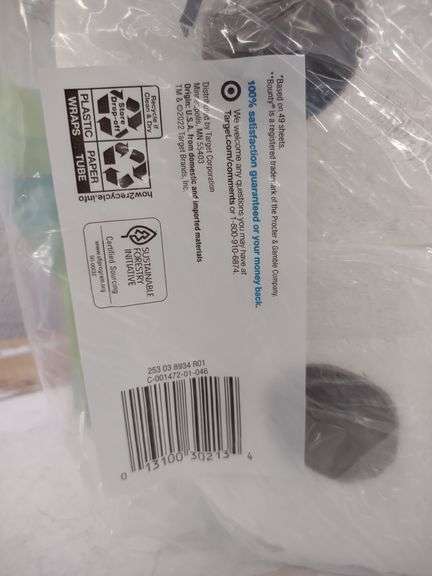 *Based on 49 sheets.
**Bounty® is a registered trademark of the Procter & Gamble Company.
100% satisfaction guaranteed or your money back.
We welcome any questions you may have at
Target.com/comments or 1-800-910-6874.
Distributed by Target Corporation
Minneapolis, MN 55403
Origin: U.S.A. from domestic and imported materials
TM & ©2022 Target Brands, Inc.
Recycle if
Clean & Dry
Store
Drop-off
PLASTIC
WRAPS
PAPER
TUBE
how2recycle.info
SUSTAINABLE
FORESTRY
INITIATIVE
Certified Sourcing
www.sfiprogram.org
253 03 8934 R01
C-001472-01-046
0 13100 30213 4